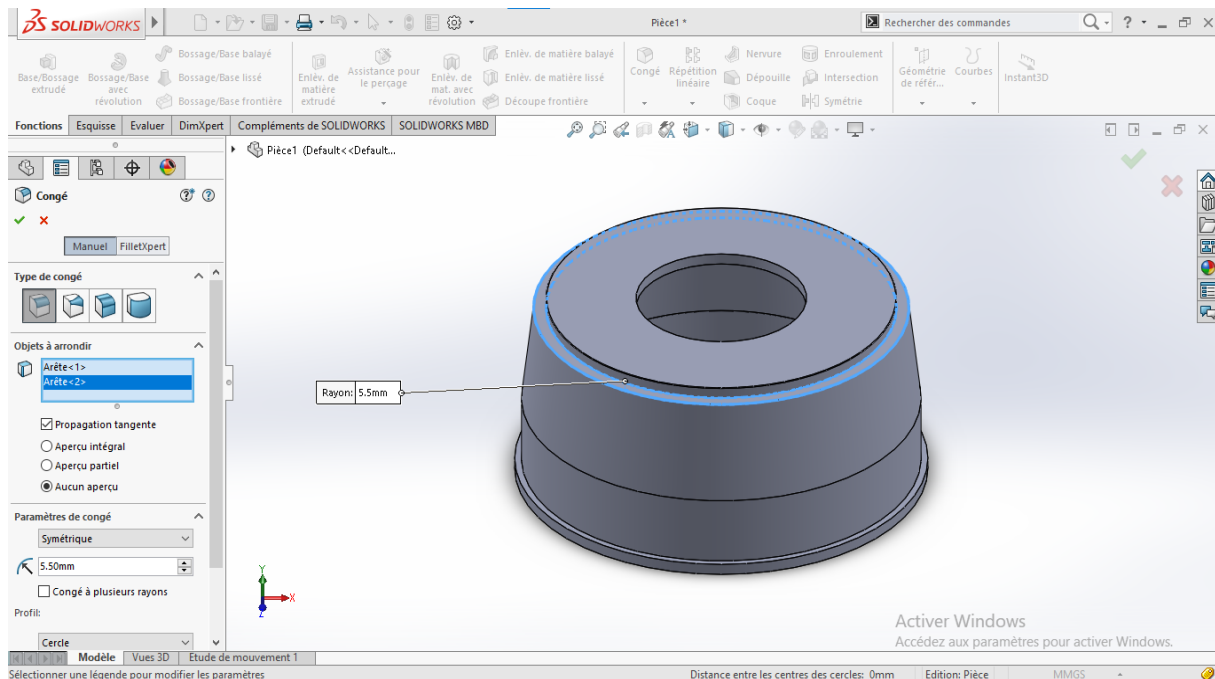 SOLIDWORKS
Pièce1 *
Rechercher des commandes
Base/Bossage extrudé
Bossage/Base avec révolution
Bossage/Base balayé
Bossage/Base lissé
Bossage/Base frontière
Enlèv. de matière extrudé
Assistance pour le perçage
Enlèv. de mat. avec révolution
Enlèv. de matière balayé
Enlèv. de matière lissé
Découpe frontière
Congé
Répétition linéaire
Nervure
Dépouille
Coque
Enroulement
Intersection
Symétrie
Géométrie de référ...
Courbes
Instant3D
Fonctions Esquisse Evaluer DimXpert Compléments de SOLIDWORKS SOLIDWORKS MBD
Pièce1 (Default<<Default...
Congé
Manuel FilletXpert
Type de congé
Objets à arrondir
Arête<1>
Arête<2>
Propagation tangente
Aperçu intégral
Aperçu partiel
Aucun aperçu
Paramètres de congé
Symétrique
5.50mm
Congé à plusieurs rayons
Profil:
Cercle
Rayon: 5.5mm
Y
X
Z
Activer Windows
Accédez aux paramètres pour activer Windows.
Modèle Vues 3D Etude de mouvement 1
Sélectionner une légende pour modifier les paramètres
Distance entre les centres des cercles: 0mm Edition: Pièce MMGS